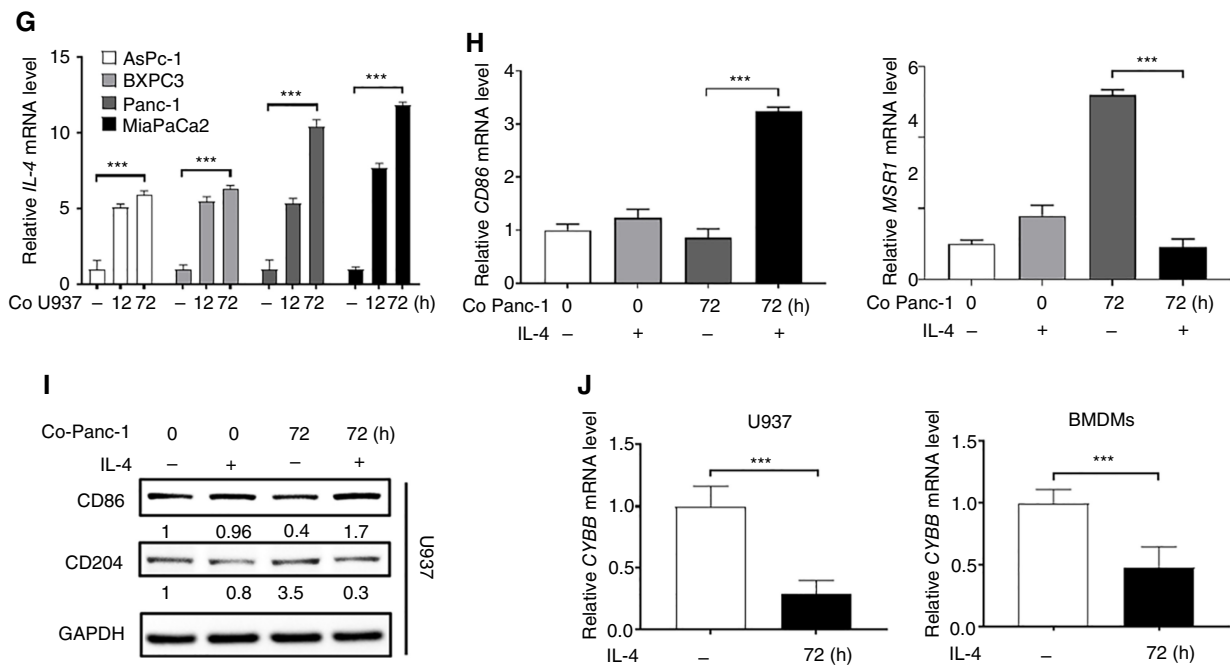 G
Relative IL-4 mRNA level
15
10
5
0
AsPc-1
BXPC3
Panc-1
MiaPaCa2
***
***
***
***
Co U937 – 12 72 – 12 72 – 12 72 – 12 72 (h)
H
Relative CD86 mRNA level
4
3
2
1
0
***
Co Panc-1 0 0 72 72 (h)
IL-4 – + – +
Relative MSR1 mRNA level
6
4
2
0
***
Co Panc-1 0 0 72 72 (h)
IL-4 – + – +
I
Co-Panc-1 0 0 72 72 (h)
IL-4 – + – +
CD86
1 0.96 0.4 1.7
CD204
1 0.8 3.5 0.3
GAPDH
U937
J
U937
Relative CYBB mRNA level
1.5
1.0
0.5
0.0
***
IL-4 – 72 (h)
BMDMs
Relative CYBB mRNA level
1.5
1.0
0.5
0.0
***
IL-4 – 72 (h)